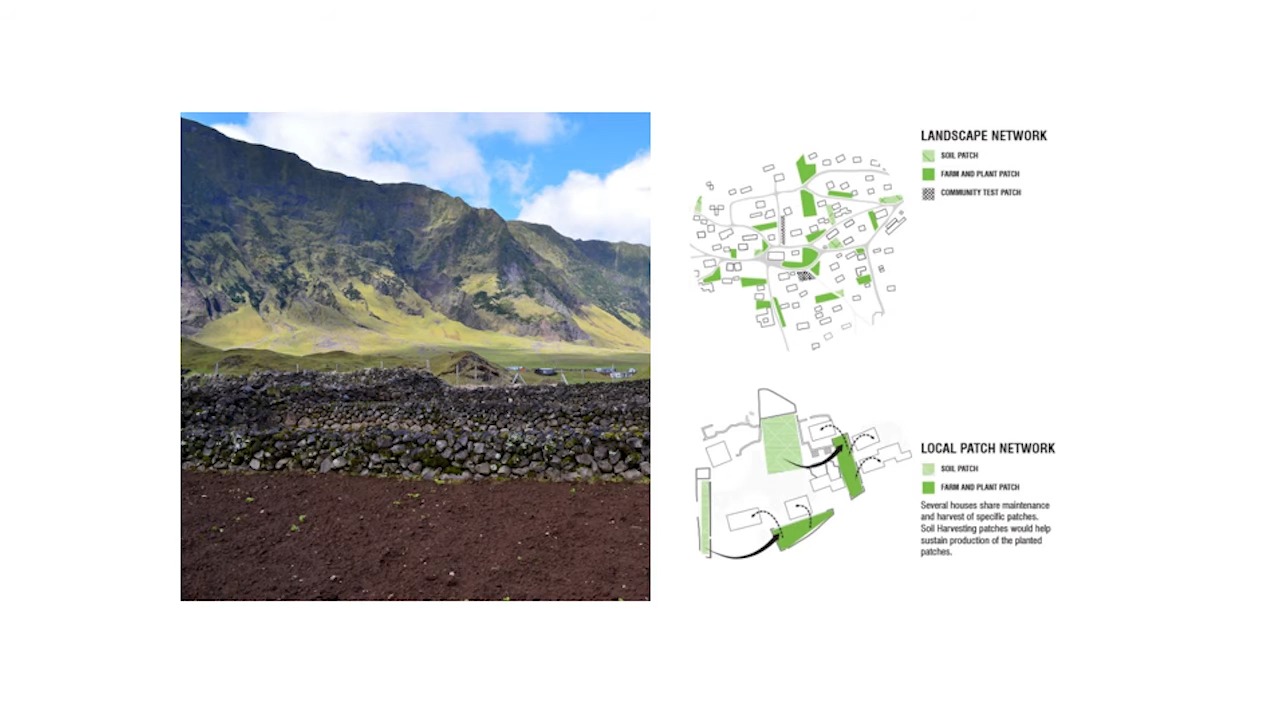 LANDSCAPE NETWORK
SOIL PATCH
FARM AND PLANT PATCH
COMMUNITY TEST PATCH
LOCAL PATCH NETWORK
SOIL PATCH
FARM AND PLANT PATCH
Several houses share maintenance
and harvest of specific patches.
Soil Harvesting patches would help
sustain production of the planted
patches.